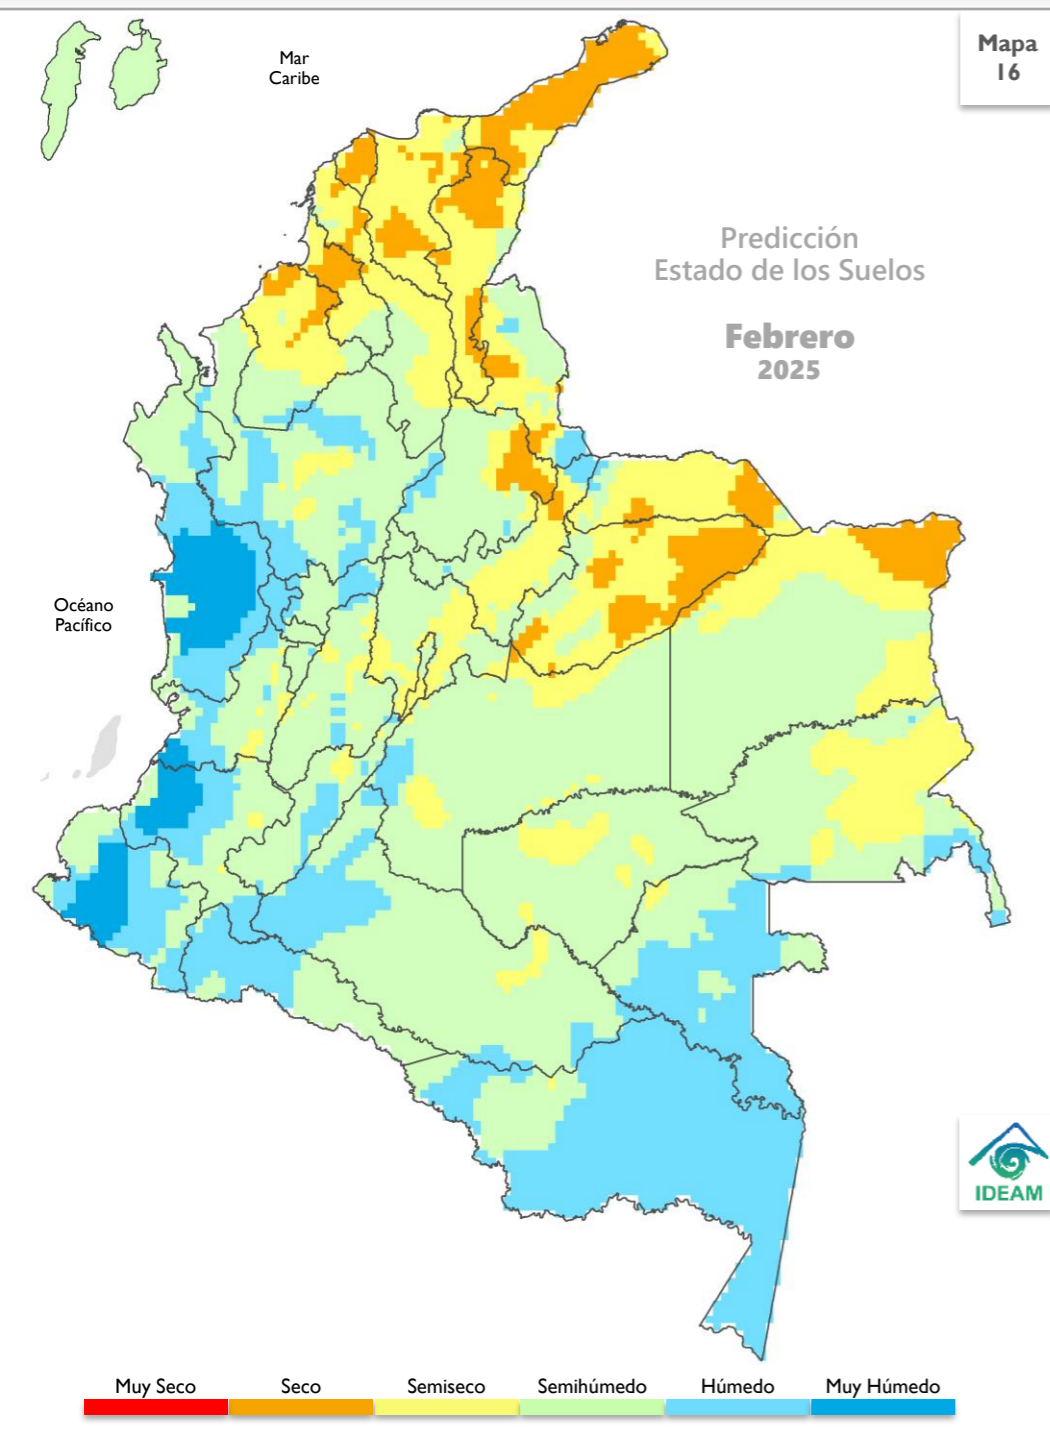 Mar
Caribe
Mapa
16
Predicción
Estado de los Suelos
Febrero
2025
Océano
Pacífico
IDEAM
Muy Seco
Seco
Semiseco
Semihúmedo
Húmedo
Muy Húmedo